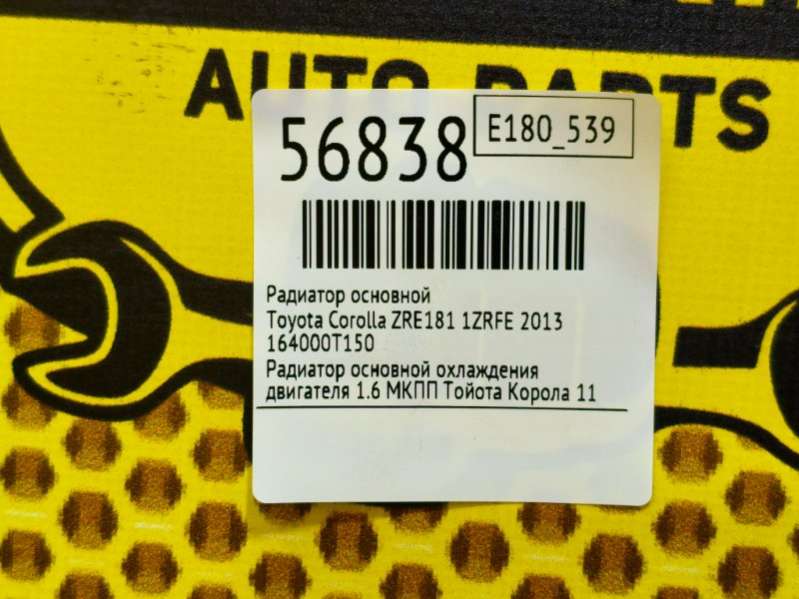 AUTO PARTS
56838
E180_539
Радиатор основной
Toyota Corolla ZRE181 1ZRFE 2013
164000T150
Радиатор основной охлаждения
двигателя 1.6 МКПП Тойота Корола 11